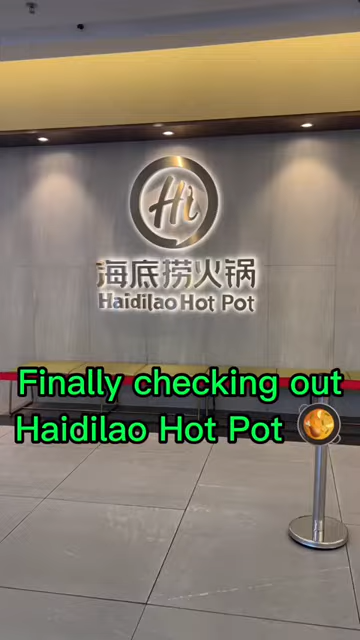 Hi
海底捞火锅
Haidilao Hot Pot
Finally checking out
Haidilao Hot Pot